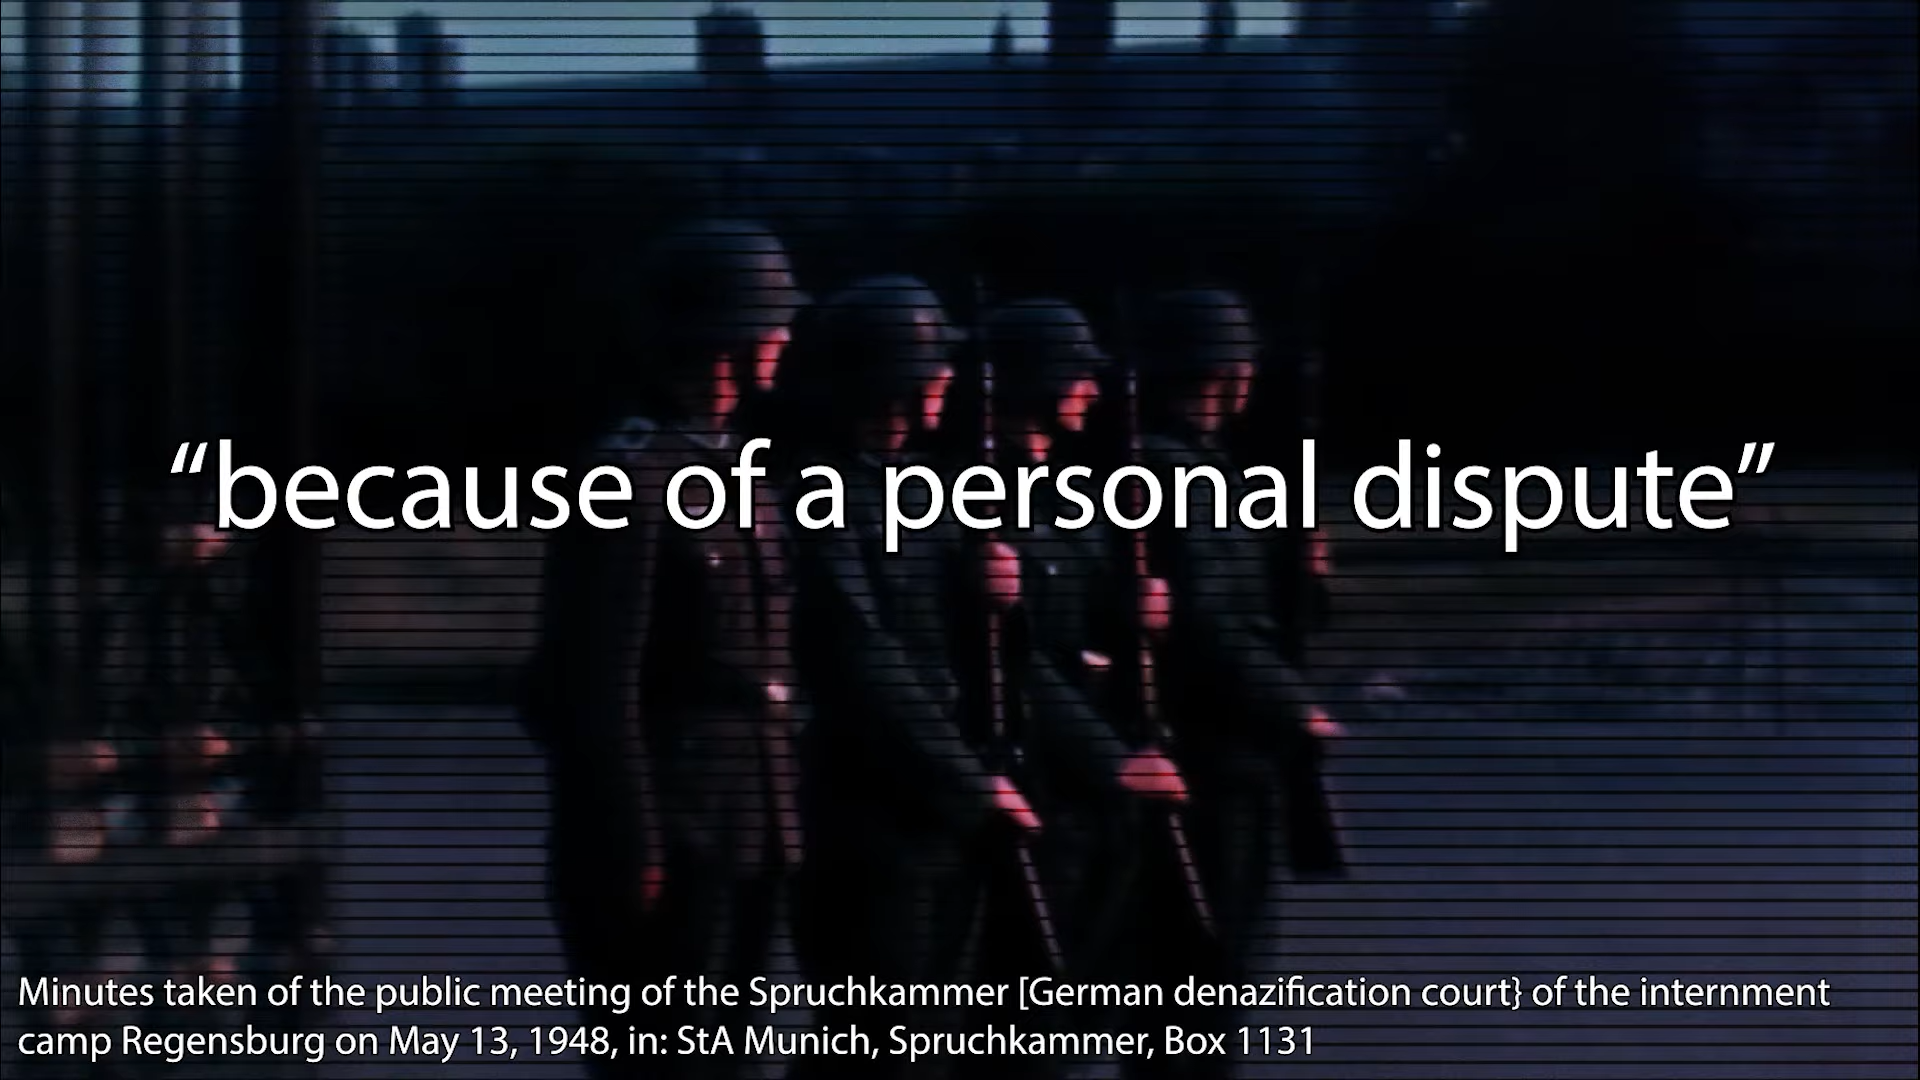 “because of a personal dispute”
Minutes taken of the public meeting of the Spruchkammer [German denazification court} of the internment
camp Regensburg on May 13, 1948, in: StA Munich, Spruchkammer, Box 1131